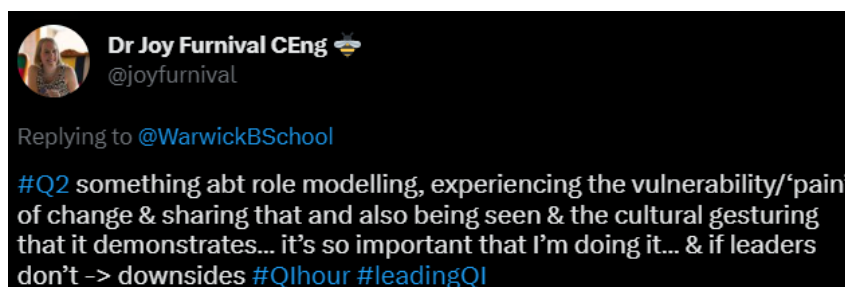 Dr Joy Furnival CEng 🐝
@joyfurnival
Replying to @WarwickBSchool
#Q2 something abt role modelling, experiencing the vulnerability/‘pain’
of change & sharing that and also being seen & the cultural gesturing
that it demonstrates... it’s so important that I’m doing it... & if leaders
don’t -> downsides #QIhour #leadingQI